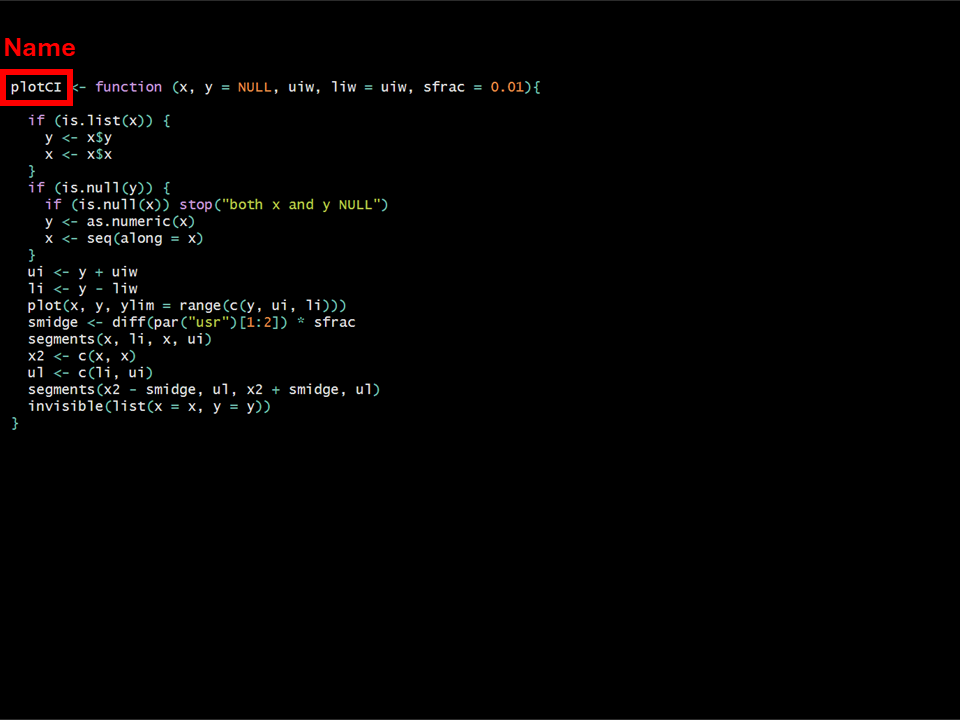 Name
plotCI <- function (x, y = NULL, uiw, liw = uiw, sfrac = 0.01){
if (is.list(x)) {
y <- x$y
x <- x$x
}
if (is.null(y)) {
if (is.null(x)) stop("both x and y NULL")
y <- as.numeric(x)
x <- seq(along = x)
}
ui <- y + uiw
li <- y - liw
plot(x, y, ylim = range(c(y, ui, li)))
smidge <- diff(par("usr")[1:2]) * sfrac
segments(x, li, x, ui)
x2 <- c(x, x)
ul <- c(li, ui)
segments(x2 - smidge, ul, x2 + smidge, ul)
invisible(list(x = x, y = y))
}